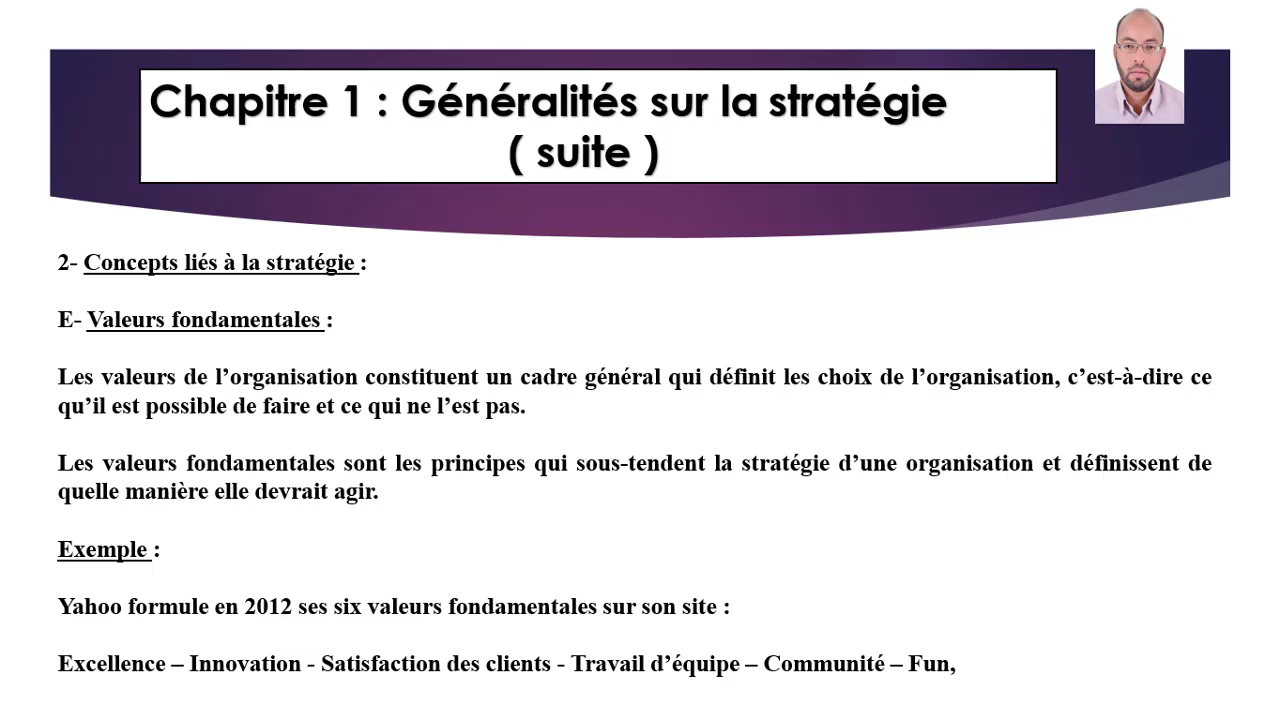 Chapitre 1 : Généralités sur la stratégie
( suite )
2- Concepts liés à la stratégie :
E- Valeurs fondamentales :
Les valeurs de l’organisation constituent un cadre général qui définit les choix de l’organisation, c’est-à-dire ce
qu’il est possible de faire et ce qui ne l’est pas.
Les valeurs fondamentales sont les principes qui sous-tendent la stratégie d’une organisation et définissent de
quelle manière elle devrait agir.
Exemple :
Yahoo formule en 2012 ses six valeurs fondamentales sur son site :
Excellence – Innovation - Satisfaction des clients - Travail d’équipe – Communité – Fun,